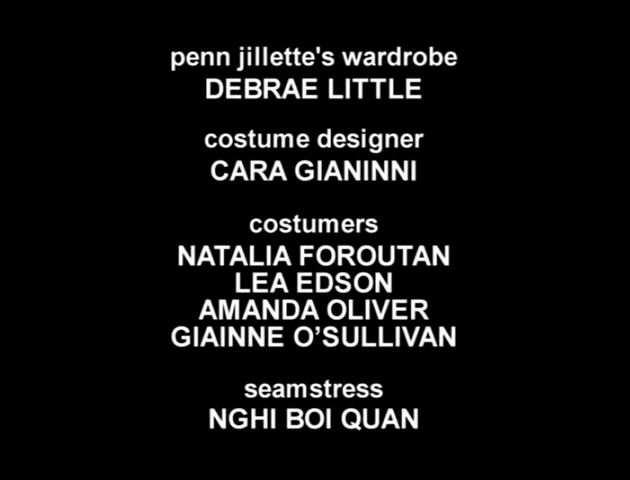 penn jillette's wardrobe
DEBRAE LITTLE
costume designer
CARA GIANINNI
costumers
NATALIA FOROUTAN
LEA EDSON
AMANDA OLIVER
GIAINNE O’SULLIVAN
seamstress
NGHI BOI QUAN